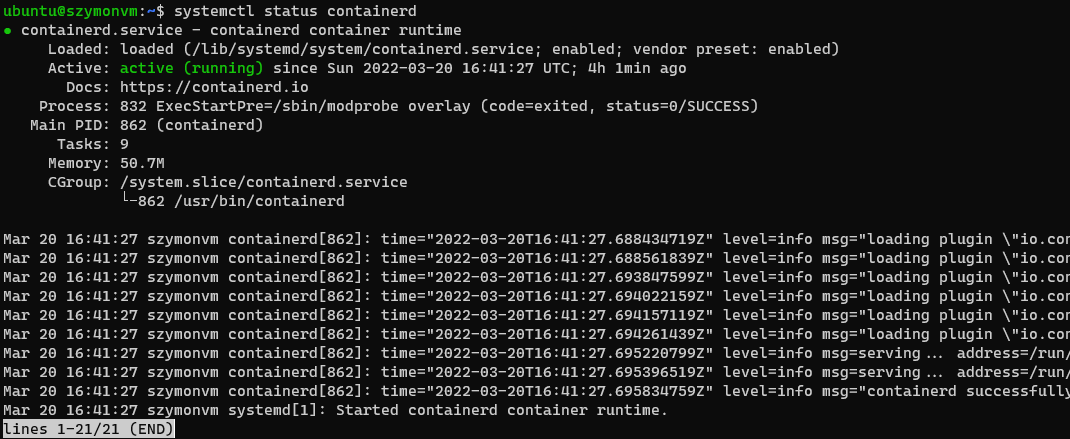 ubuntu@szymonvm:~$ systemctl status containerd
● containerd.service - containerd container runtime
     Loaded: loaded (/lib/systemd/system/containerd.service; enabled; vendor preset: enabled)
     Active: active (running) since Sun 2022-03-20 16:41:27 UTC; 4h 1min ago
       Docs: https://containerd.io
    Process: 832 ExecStartPre=/sbin/modprobe overlay (code=exited, status=0/SUCCESS)
   Main PID: 862 (containerd)
      Tasks: 9
     Memory: 50.7M
     CGroup: /system.slice/containerd.service
             └─862 /usr/bin/containerd

Mar 20 16:41:27 szymonvm containerd[862]: time="2022-03-20T16:41:27.688434719Z" level=info msg="loading plugin \"io.con
Mar 20 16:41:27 szymonvm containerd[862]: time="2022-03-20T16:41:27.688561839Z" level=info msg="loading plugin \"io.con
Mar 20 16:41:27 szymonvm containerd[862]: time="2022-03-20T16:41:27.693847599Z" level=info msg="loading plugin \"io.con
Mar 20 16:41:27 szymonvm containerd[862]: time="2022-03-20T16:41:27.694022159Z" level=info msg="loading plugin \"io.con
Mar 20 16:41:27 szymonvm containerd[862]: time="2022-03-20T16:41:27.694157119Z" level=info msg="loading plugin \"io.con
Mar 20 16:41:27 szymonvm containerd[862]: time="2022-03-20T16:41:27.694261439Z" level=info msg="loading plugin \"io.con
Mar 20 16:41:27 szymonvm containerd[862]: time="2022-03-20T16:41:27.695220799Z" level=info msg=serving... address=/run/
Mar 20 16:41:27 szymonvm containerd[862]: time="2022-03-20T16:41:27.695396519Z" level=info msg=serving... address=/run/
Mar 20 16:41:27 szymonvm containerd[862]: time="2022-03-20T16:41:27.695834759Z" level=info msg="containerd successfully
Mar 20 16:41:27 szymonvm systemd[1]: Started containerd container runtime.
lines 1-21/21 (END)